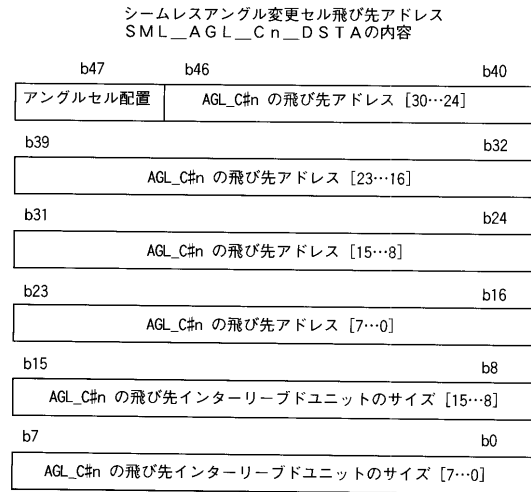 シームレスアングル変更セル飛び先アドレス
SML＿AGL＿Cn＿DSTAの内容
b47 b46 b40
アングルセル配置 AGL_C#n の飛び先アドレス [30…24]
b39 b32
AGL_C#n の飛び先アドレス [23…16]
b31 b24
AGL_C#n の飛び先アドレス [15…8]
b23 b16
AGL_C#n の飛び先アドレス [7…0]
b15 b8
AGL_C#n の飛び先インターリーブドユニットのサイズ [15…8]
b7 b0
AGL_C#n の飛び先インターリーブドユニットのサイズ [7…0]